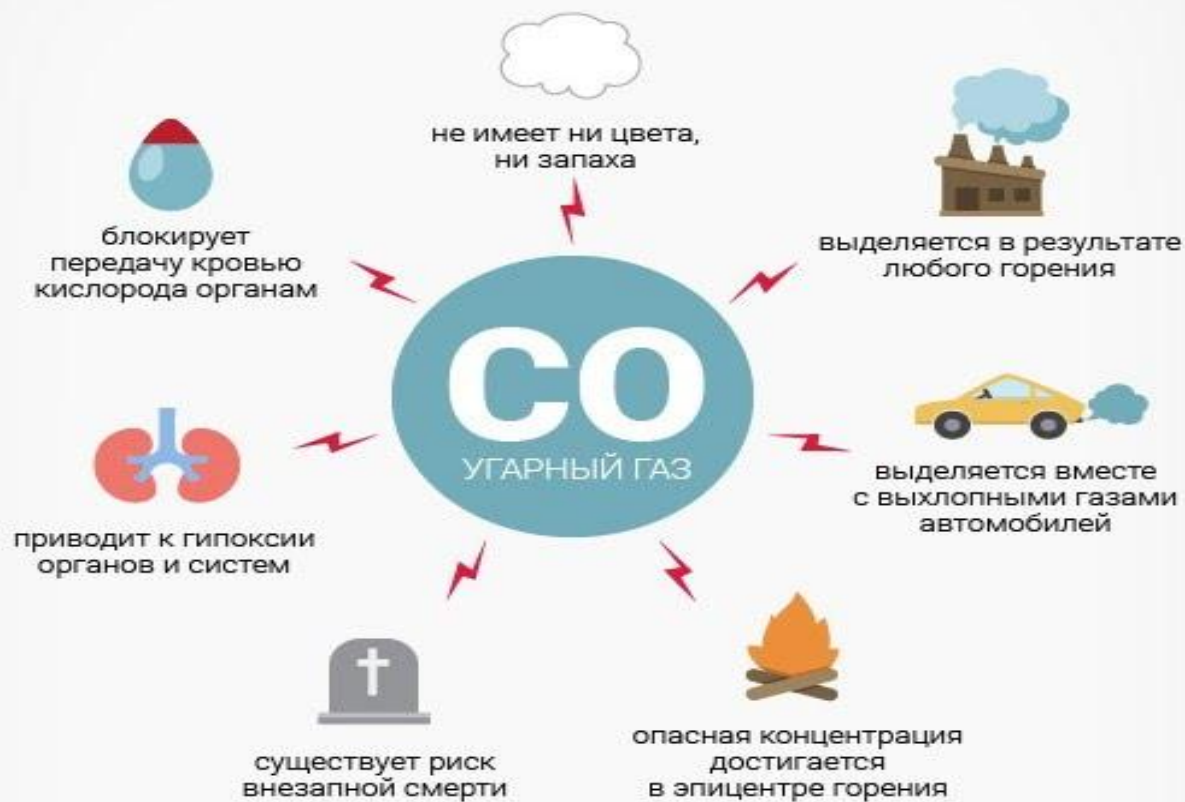 не имеет ни цвета,
ни запаха
выделяется в результате
любого горения
выделяется вместе
с выхлопными газами
автомобилей
опасная концентрация
достигается
в эпицентре горения
существует риск
внезапной смерти
приводит к гипоксии
органов и систем
блокирует
передачу кровью
кислорода органам
CO
УГАРНЫЙ ГАЗ